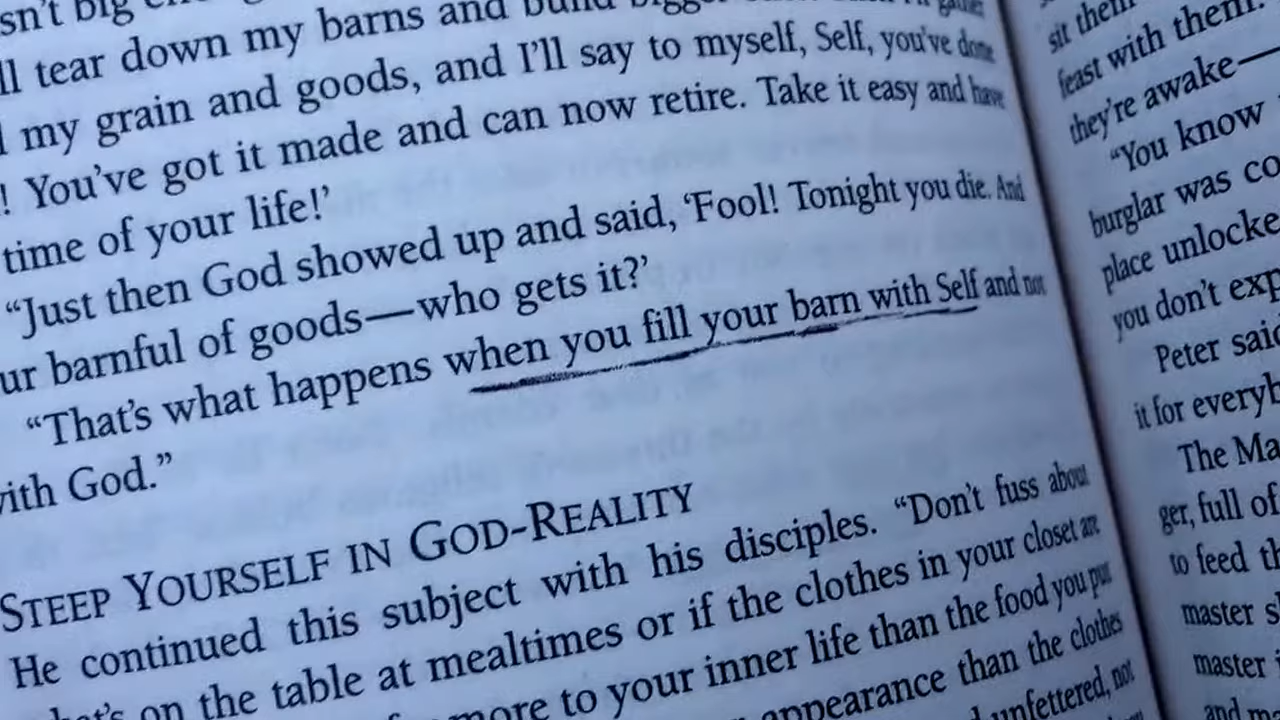 sn't big
ll tear down my barns and build bigger
my grain and goods, and I'll say to myself, Self, you've done
! You've got it made and can now retire. Take it easy and have
time of your life!'
“Just then God showed up and said, ‘Fool! Tonight you die. And
ur barnful of goods—who gets it?’
“That's what happens when you fill your barn with Self and not
with God.”
STEEP YOURSELF IN GOD-REALITY
He continued this subject with his disciples. “Don't fuss about
what's on the table at mealtimes or if the clothes in your closet are
more to your inner life than the food you put
appearance than the clothes
unfettered, not
sit them
feast with them.
they're awake—
“You know
burglar was co
place unlocke
you don't exp
Peter said
it for everyb
The Ma
ger, full of
to feed th
master s
master i
and m